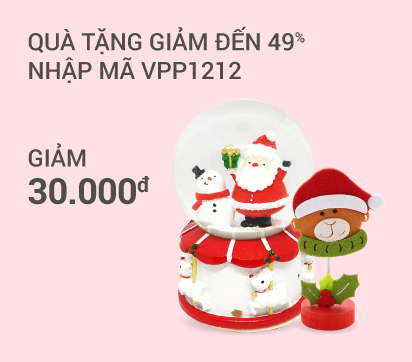 QUÀ TẶNG GIẢM ĐẾN 49%
NHẬP MÃ VPP1212
GIẢM
30.000đ